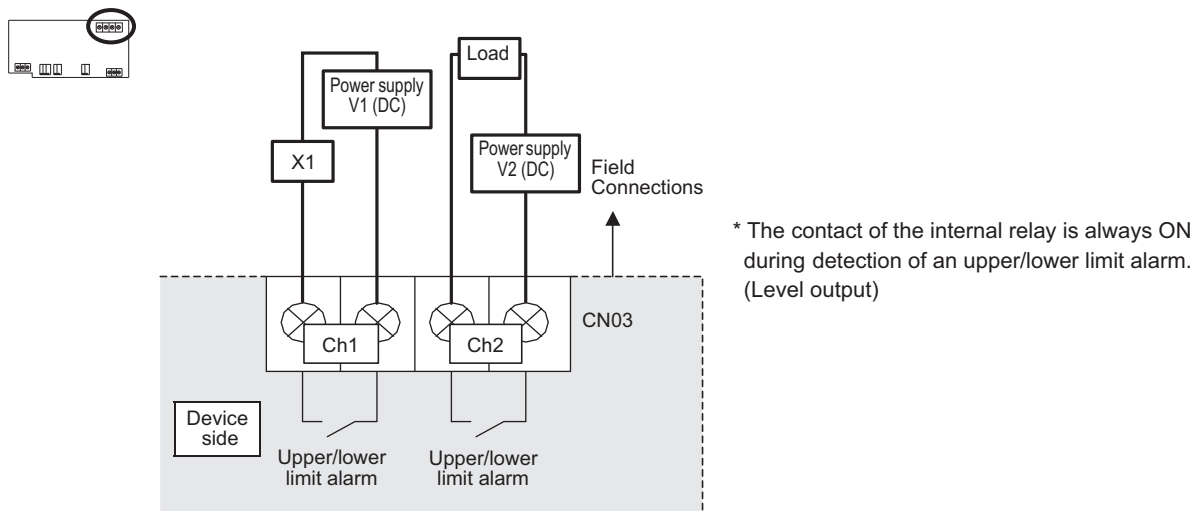 Load
Power supply
V1 (DC)
X1
Power supply
V2 (DC)
Field
Connections
* The contact of the internal relay is always ON
during detection of an upper/lower limit alarm.
(Level output)
CN03
Ch1
Ch2
Device
side
Upper/lower
limit alarm
Upper/lower
limit alarm